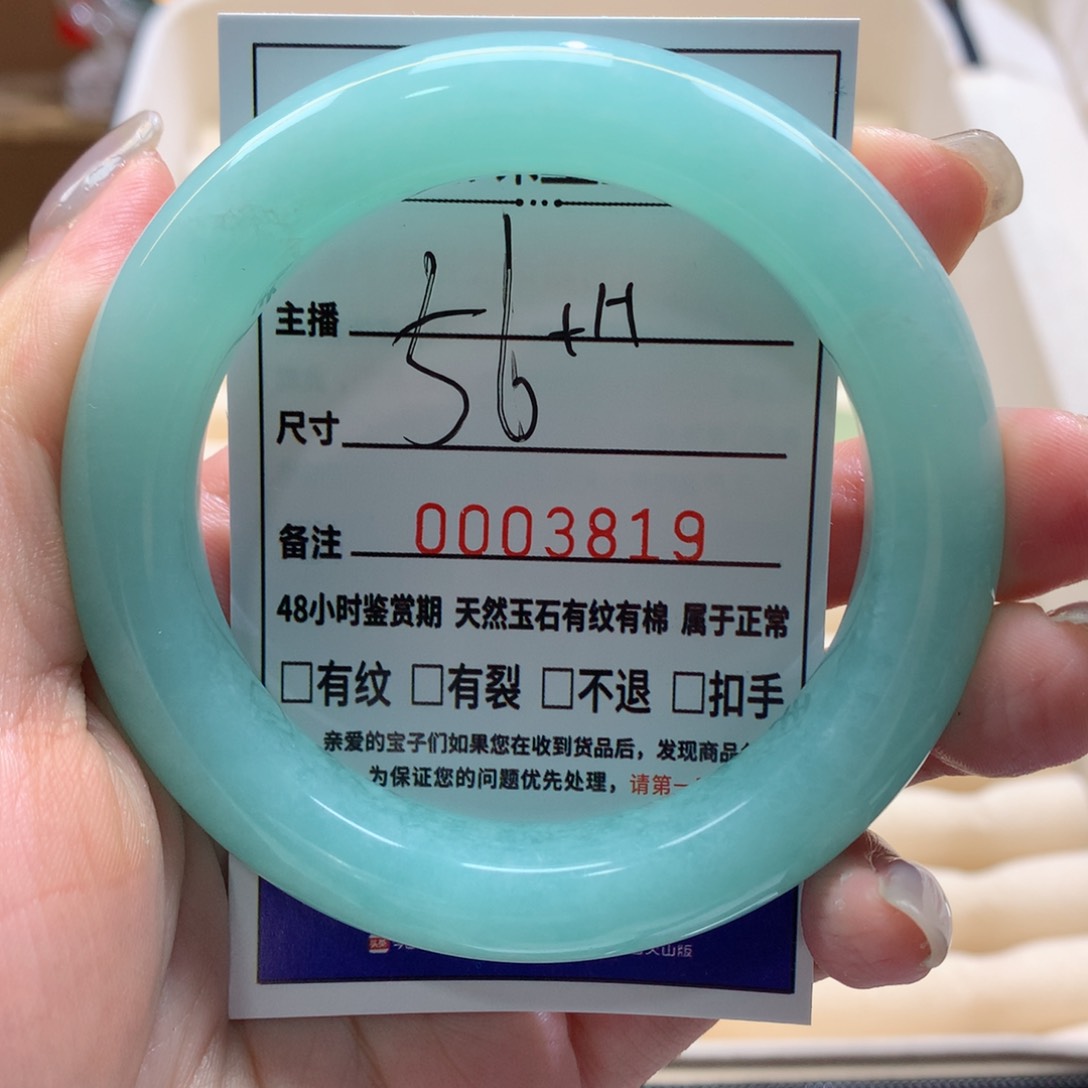 主播 56+H
尺寸
备注 0003819
48小时鉴赏期 天然玉石有纹有棉 属于正常
□有纹 □有裂 □不退 □扣手
亲爱的宝子们如果您在收到货品后，发现商品
为保证您的问题优先处理，请第一